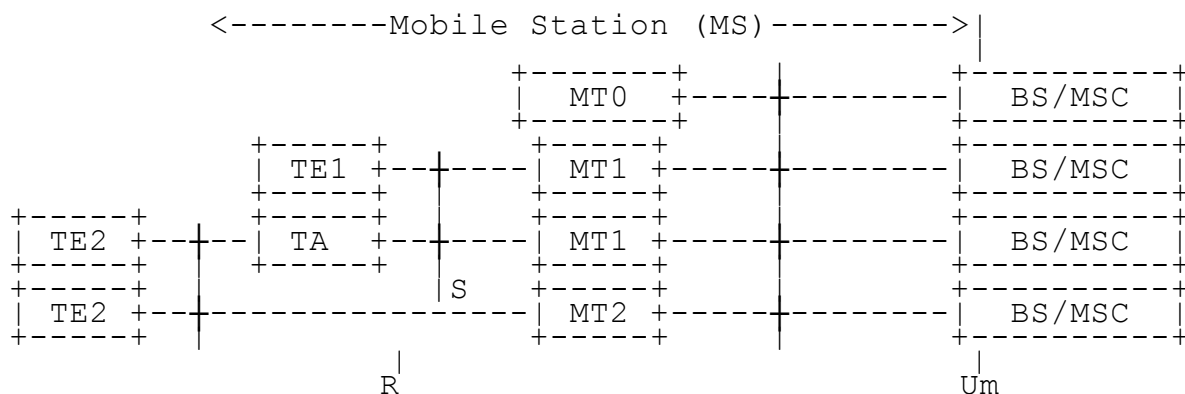 <-------Mobile Station (MS)-------->|
MT0 BS/MSC
TE1 MT1 BS/MSC
TE2 TA MT1 BS/MSC
S
TE2 MT2 BS/MSC
R Um